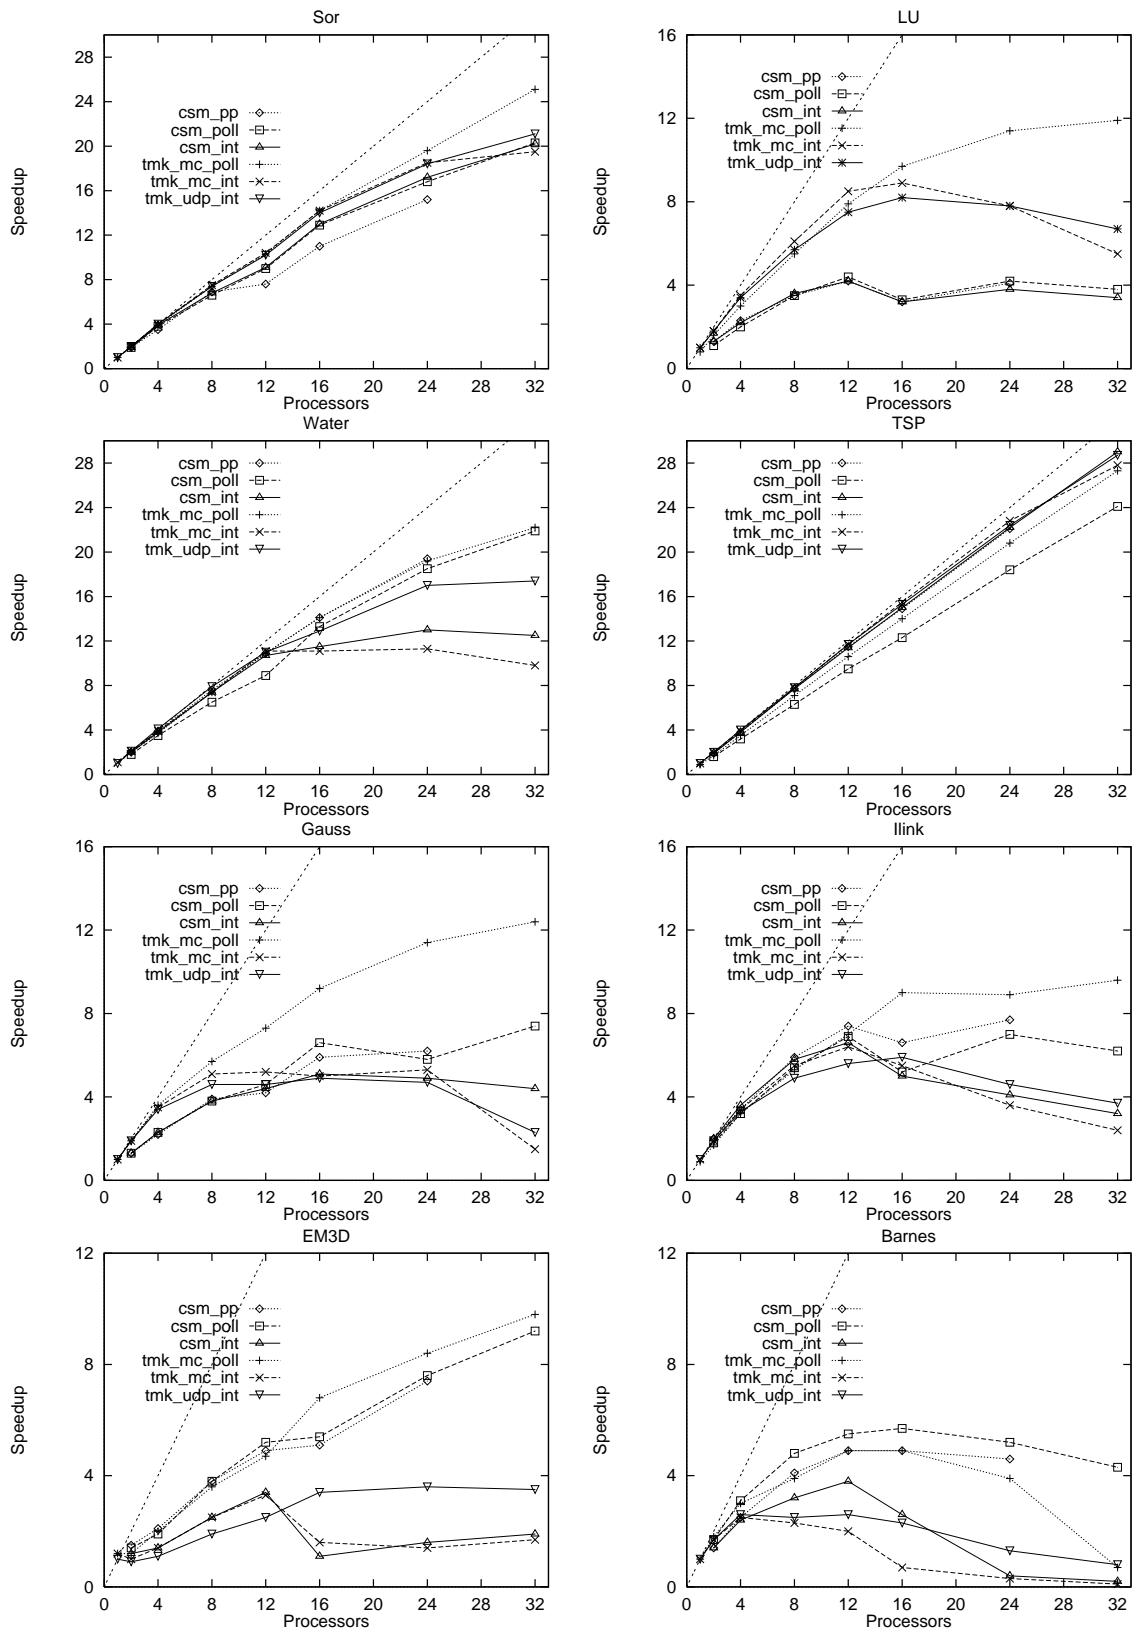 Sor
28
24
20
16
12
8
4
0
Speedup
csm_pp
csm_poll
csm_int
tmk_mc_poll
tmk_mc_int
tmk_udp_int
0 4 8 12 16 20 24 28 32
Processors
LU
16
12
8
4
0
Speedup
csm_pp
csm_poll
csm_int
tmk_mc_poll
tmk_mc_int
tmk_udp_int
0 4 8 12 16 20 24 28 32
Processors
Water
28
24
20
16
12
8
4
0
Speedup
csm_pp
csm_poll
csm_int
tmk_mc_poll
tmk_mc_int
tmk_udp_int
0 4 8 12 16 20 24 28 32
Processors
TSP
28
24
20
16
12
8
4
0
Speedup
csm_pp
csm_poll
csm_int
tmk_mc_poll
tmk_mc_int
tmk_udp_int
0 4 8 12 16 20 24 28 32
Processors
Gauss
16
12
8
4
0
Speedup
csm_pp
csm_poll
csm_int
tmk_mc_poll
tmk_mc_int
tmk_udp_int
0 4 8 12 16 20 24 28 32
Processors
Ilink
16
12
8
4
0
Speedup
csm_pp
csm_poll
csm_int
tmk_mc_poll
tmk_mc_int
tmk_udp_int
0 4 8 12 16 20 24 28 32
Processors
EM3D
12
8
4
0
Speedup
csm_pp
csm_poll
csm_int
tmk_mc_poll
tmk_mc_int
tmk_udp_int
0 4 8 12 16 20 24 28 32
Processors
Barnes
12
8
4
0
Speedup
csm_pp
csm_poll
csm_int
tmk_mc_poll
tmk_mc_int
tmk_udp_int
0 4 8 12 16 20 24 28 32
Processors